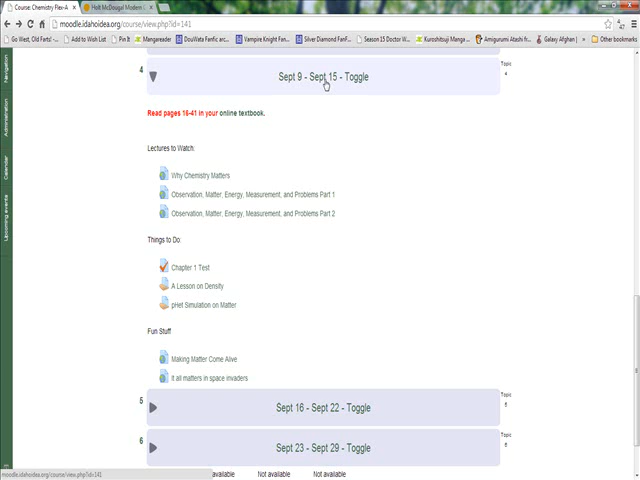 Course: Chemistry Flex-A
Holt McDougal Modern C
moodle.idahoidea.org/course/view.php?id=141
Go West, Old Farts! -...
Add to Wish List
Pin It
Mangareader
DouWata Fanfic arc...
Vampire Knight Fanfi...
Silver Diamond FanFi...
Season 15 Doctor W...
Kuroshitsuji Manga...
Amigurumi Afghan (...
Galaxy Afghan
Other bookmarks
Navigation
Administration
Calendar
Upcoming events
4
Sept 9 - Sept 15 - Toggle
Topic
4
Read pages 16-41 in your online textbook.
Lectures to Watch:
Why Chemistry Matters
Observation, Matter, Energy, Measurement, and Problems Part 1
Observation, Matter, Energy, Measurement, and Problems Part 2
Things to Do:
Chapter 1 Test
A Lesson on Density
pHet Simulation on Matter
Fun Stuff
Making Matter Come Alive
It all matters in space invaders
5
Sept 16 - Sept 22 - Toggle
Topic
6
Sept 23 - Sept 29 - Toggle
Topic
6
moodle.idahoidea.org/course/view.php?id=141
available
Not available
Not available